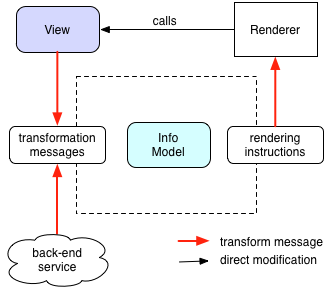 View
calls
Renderer
transformation
messages
Info
Model
rendering
instructions
back-end
service
transform message
direct modification